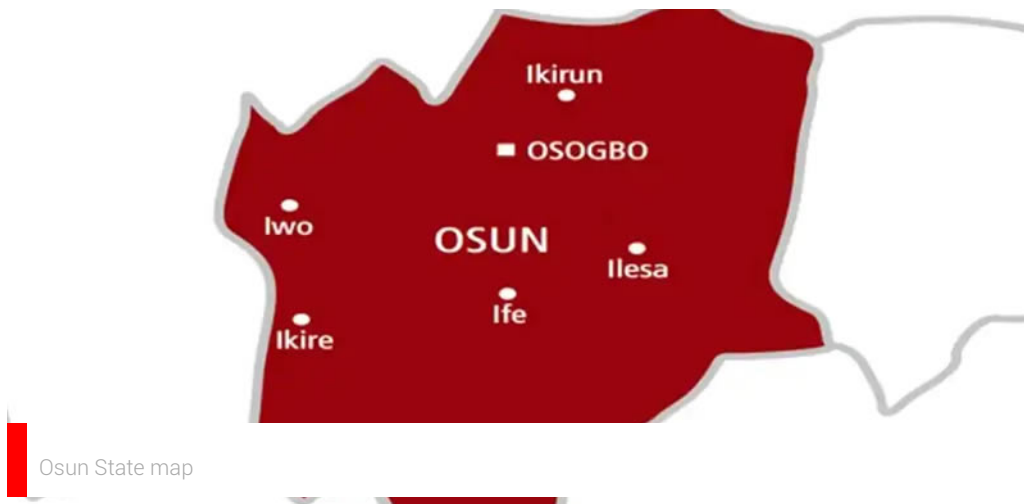 Ikirun
OSOGBO
Iwo
OSUN
Ilesa
Ife
Ikire
Osun State map